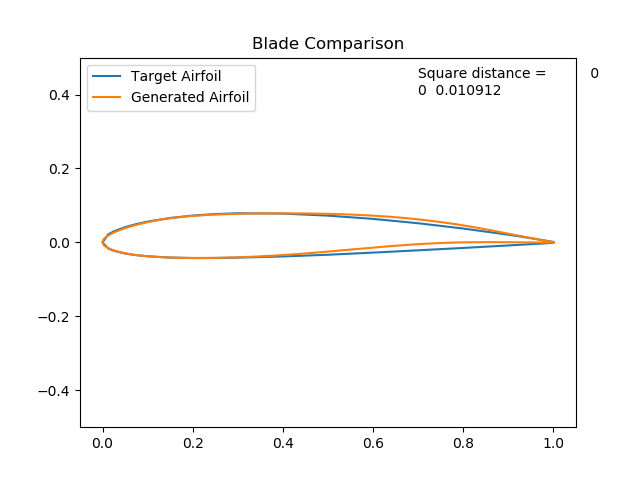 Blade Comparison
Target Airfoil
Generated Airfoil
Square distance = 0
0 0.010912
0.4
0.2
0.0
−0.2
−0.4
0.0 0.2 0.4 0.6 0.8 1.0